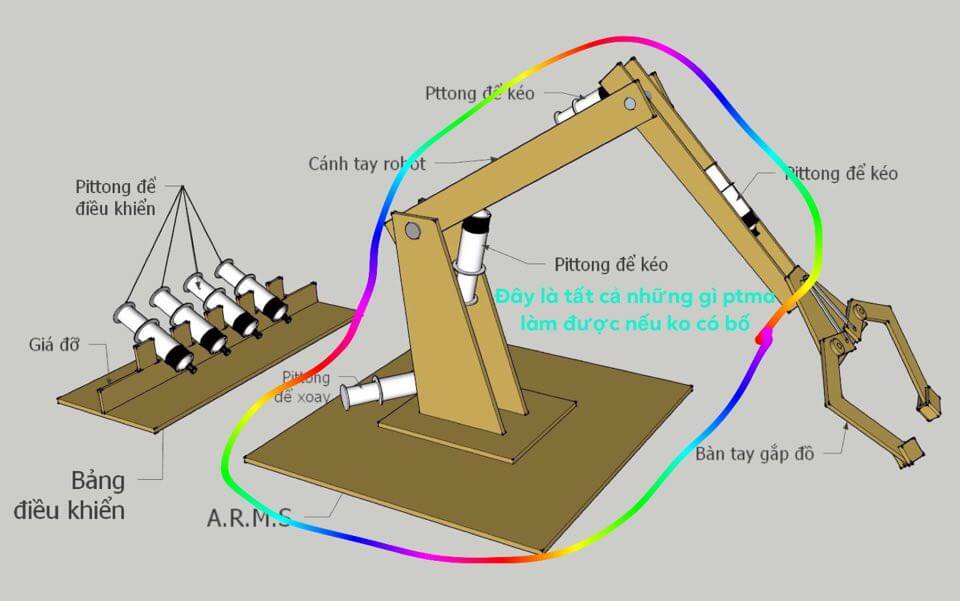 Pttong để kéo
Cánh tay robot
Pittong để kéo
Pittong để
điều khiển
Pittong để kéo
Đây là tất cả những gì ptma
làm được nếu ko có bố
Giá đỡ
Pittong
để xoay
Bảng
điều khiển
A.R.M.S
Bàn tay gắp đồ